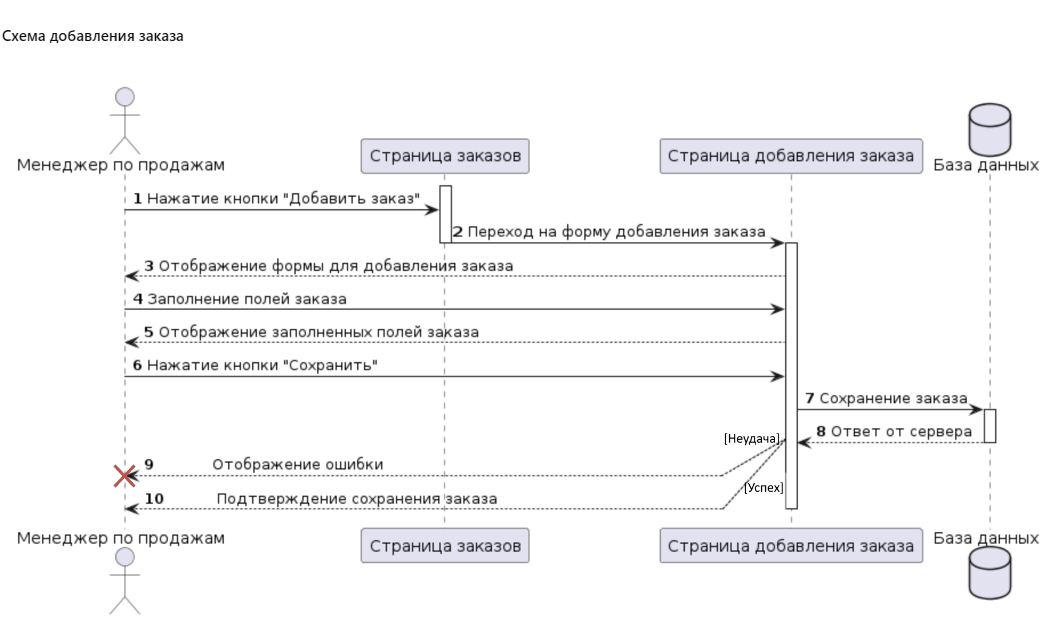 Схема добавления заказа
Менеджер по продажам
Страница заказов
Страница добавления заказа
База данных
1 Нажатие кнопки "Добавить заказ"
2 Переход на форму добавления заказа
3 Отображение формы для добавления заказа
4 Заполнение полей заказа
5 Отображение заполненных полей заказа
6 Нажатие кнопки "Сохранить"
7 Сохранение заказа
8 Ответ от сервера
[Неудача]
9 Отображение ошибки
[Успех]
10 Подтверждение сохранения заказа
Менеджер по продажам
Страница заказов
Страница добавления заказа
База данных